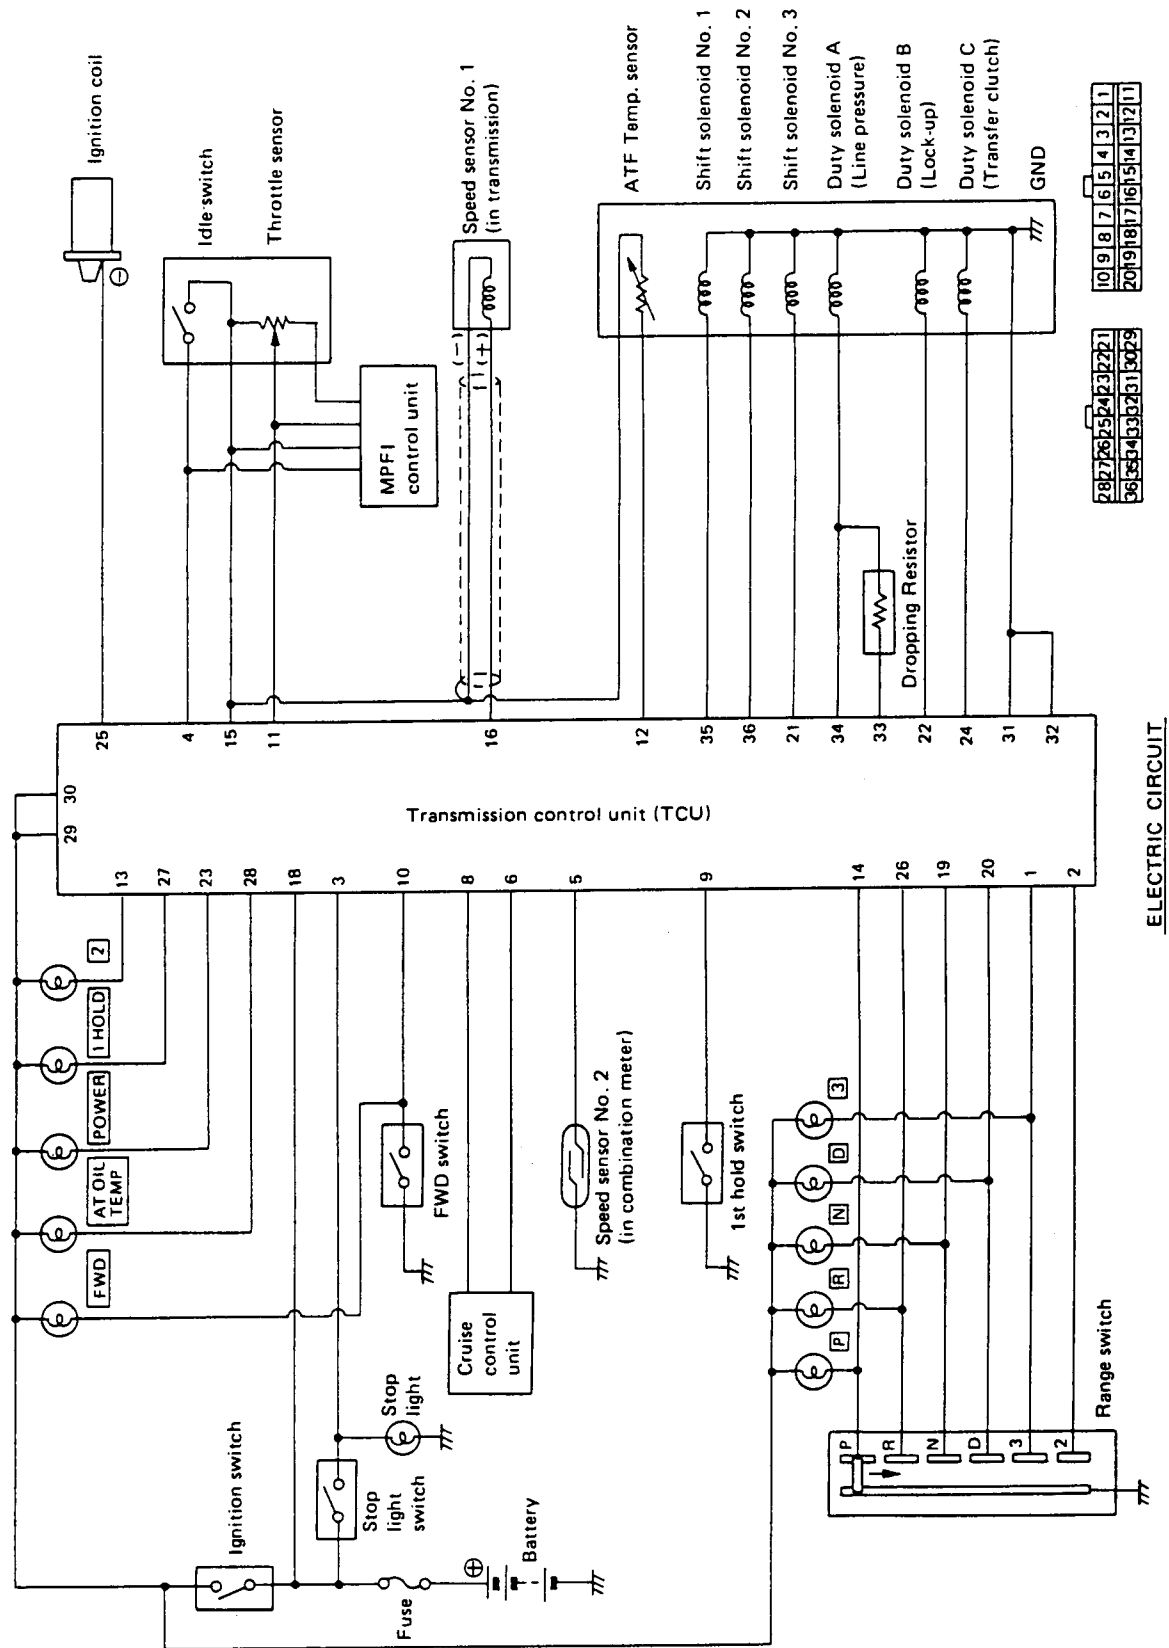 Ignition coil
⊖
Idle switch
Throttle sensor
MPFI
control unit
Speed sensor No. 1
(in transmission)
(−)
(+)
ATF Temp. sensor
Shift solenoid No. 1
Shift solenoid No. 2
Shift solenoid No. 3
Duty solenoid A
(Line pressure)
Duty solenoid B
(Lock-up)
Duty solenoid C
(Transfer clutch)
GND
Dropping Resistor
10 9 8 7 6 5 4 3 2 1
20 19 18 17 16 15 14 13 12 11
28 27 26 25 24 23 22 21
36 35 34 33 32 31 30 29
25
4
15
11
16
12
35
36
21
34
33
22
24
31
32
30
29
Transmission control unit (TCU)
13
27
23
28
18
3
10
8
6
5
9
14
26
19
20
1
2
2
1 HOLD
POWER
AT OIL
TEMP
FWD
FWD switch
Cruise
control
unit
Speed sensor No. 2
(in combination meter)
1st hold switch
3
D
N
R
P
Ignition switch
Stop
light
Stop
light
switch
Fuse
⊕
Battery
P
R
N
D
3
2
Range switch
ELECTRIC CIRCUIT